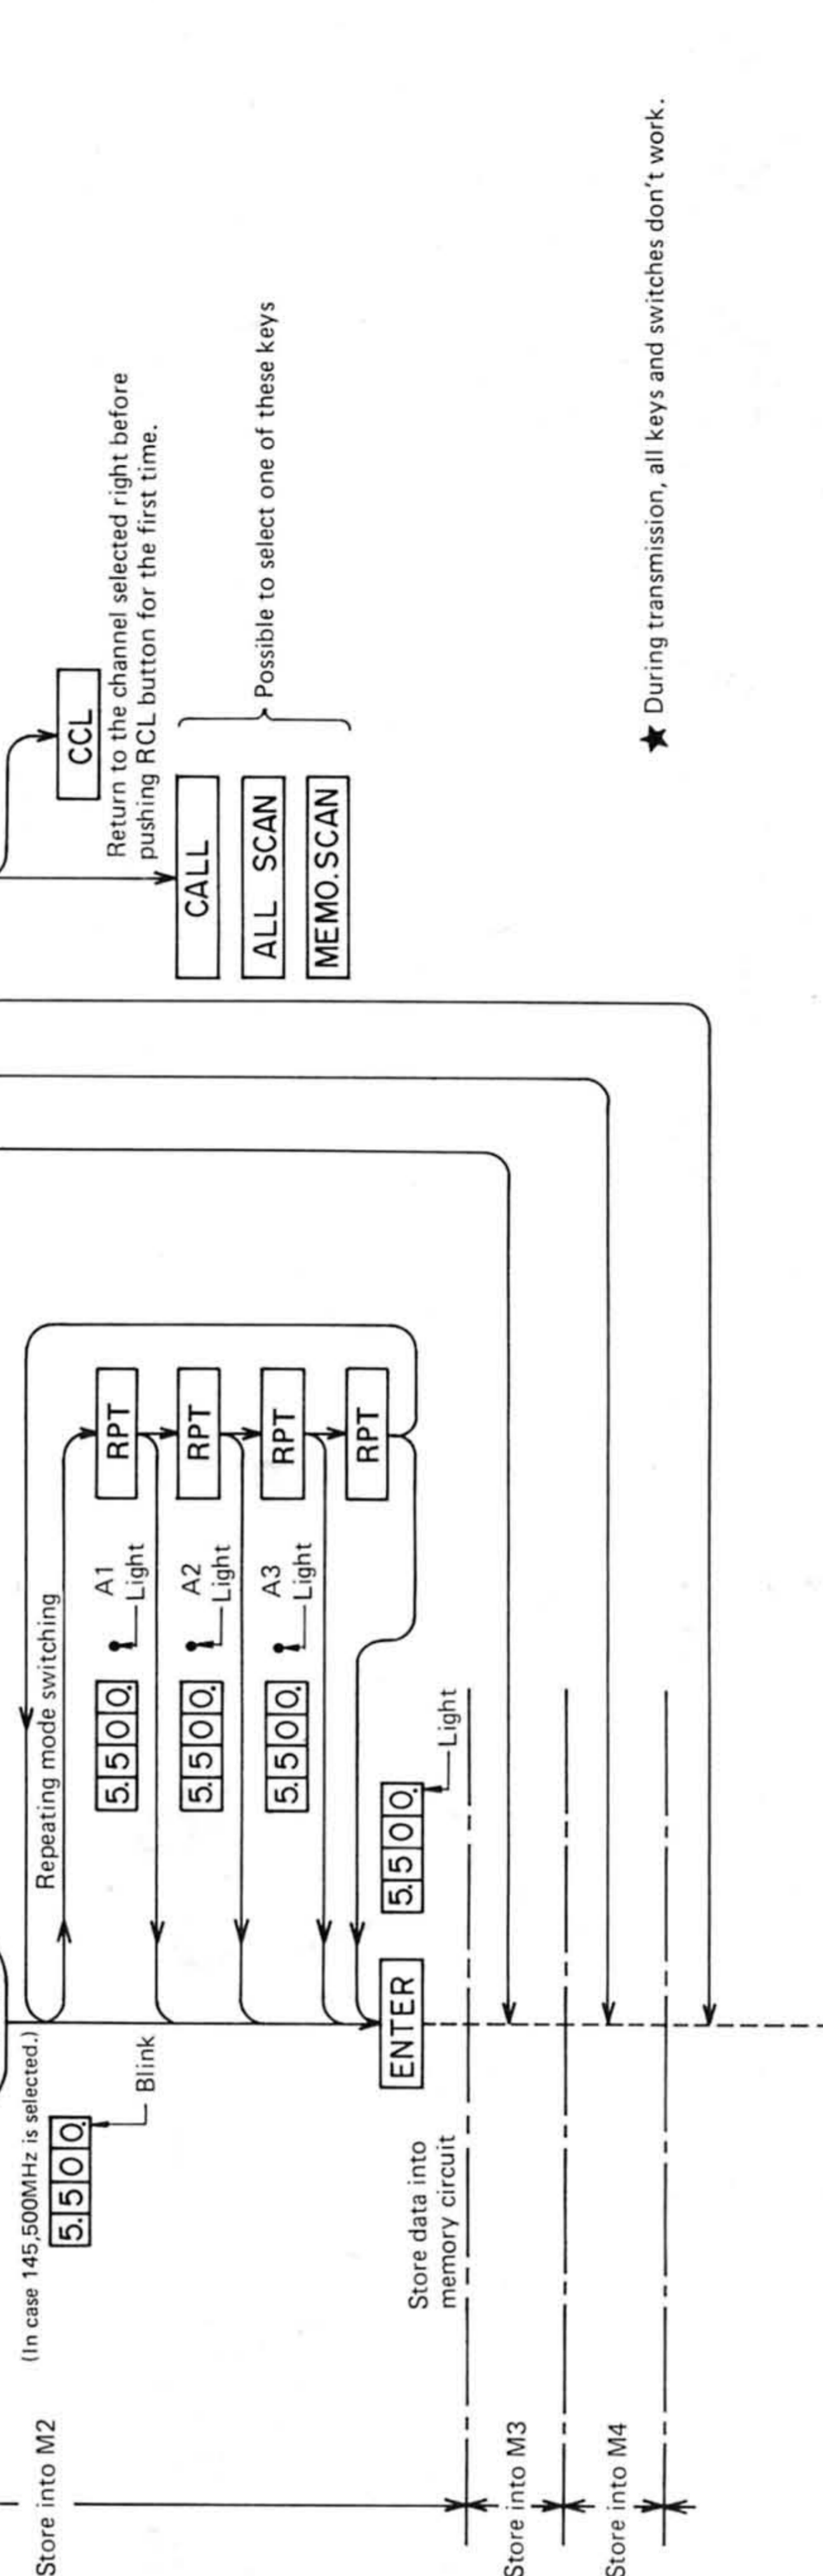 Store into M2
(In case 145,500MHz is selected.)
5.500.
Blink
Repeating mode switching
5.500.
A1
Light
RPT
5.500.
A2
Light
RPT
5.500.
A3
Light
RPT
RPT
Store data into
memory circuit
ENTER
5.500.
Light
CCL
Return to the channel selected right before
pushing RCL button for the first time.
CALL
ALL SCAN
MEMO.SCAN
Possible to select one of these keys
Store into M3
Store into M4
★ During transmission, all keys and switches don't work.